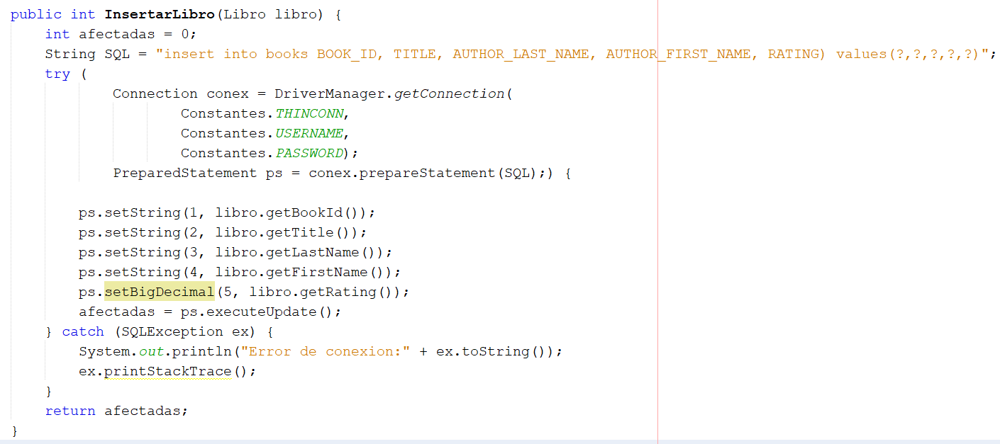 public int InsertarLibro(Libro libro) {
int afectadas = 0;
String SQL = "insert into books BOOK_ID, TITLE, AUTHOR_LAST_NAME, AUTHOR_FIRST_NAME, RATING) values(?,?,?,?,?)";
try (
Connection conex = DriverManager.getConnection(
Constantes.THINCONN,
Constantes.USERNAME,
Constantes.PASSWORD);
PreparedStatement ps = conex.prepareStatement(SQL);) {
ps.setString(1, libro.getBookId());
ps.setString(2, libro.getTitle());
ps.setString(3, libro.getLastName());
ps.setString(4, libro.getFirstName());
ps.setBigDecimal(5, libro.getRating());
afectadas = ps.executeUpdate();
} catch (SQLException ex) {
System.out.println("Error de conexion:" + ex.toString());
ex.printStackTrace();
}
return afectadas;
}